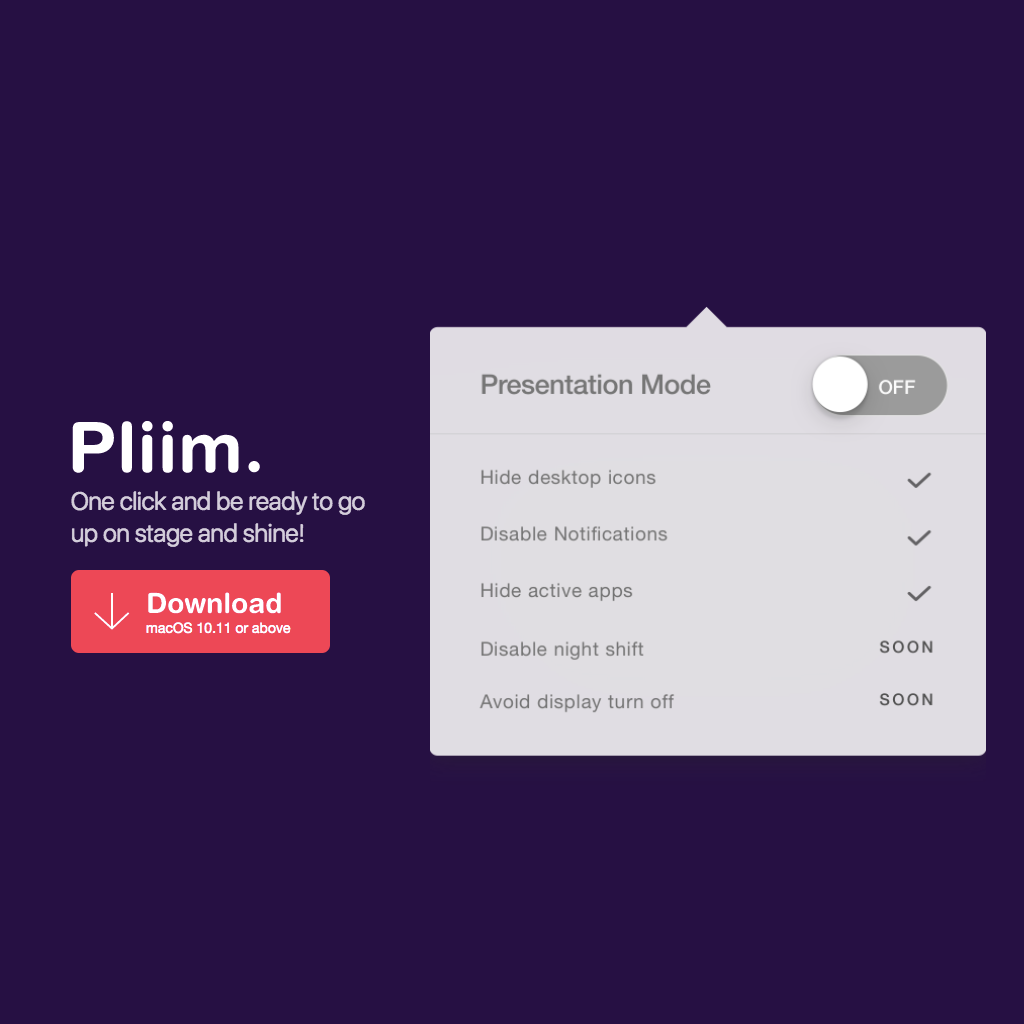 Pliim.
One click and be ready to go
up on stage and shine!
Download
macOS 10.11 or above
Presentation Mode
OFF
Hide desktop icons
Disable Notifications
Hide active apps
Disable night shift
SOON
Avoid display turn off
SOON